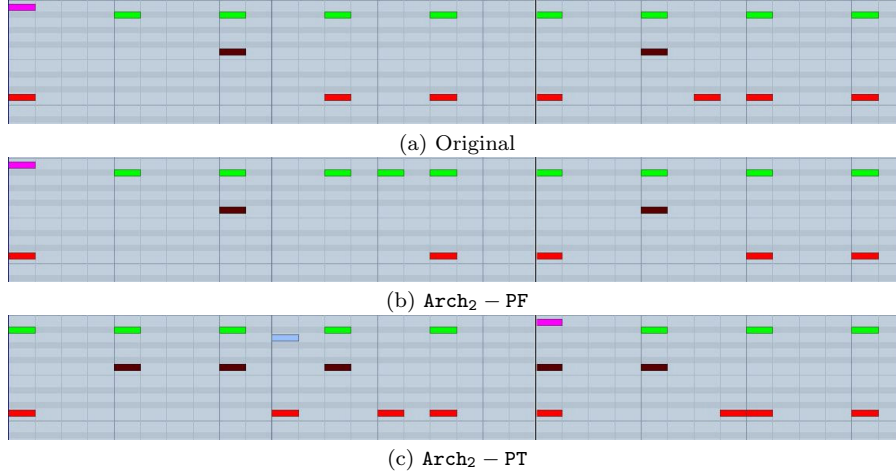 (a) Original
(b) Arch₂ − PF
(c) Arch₂ − PT